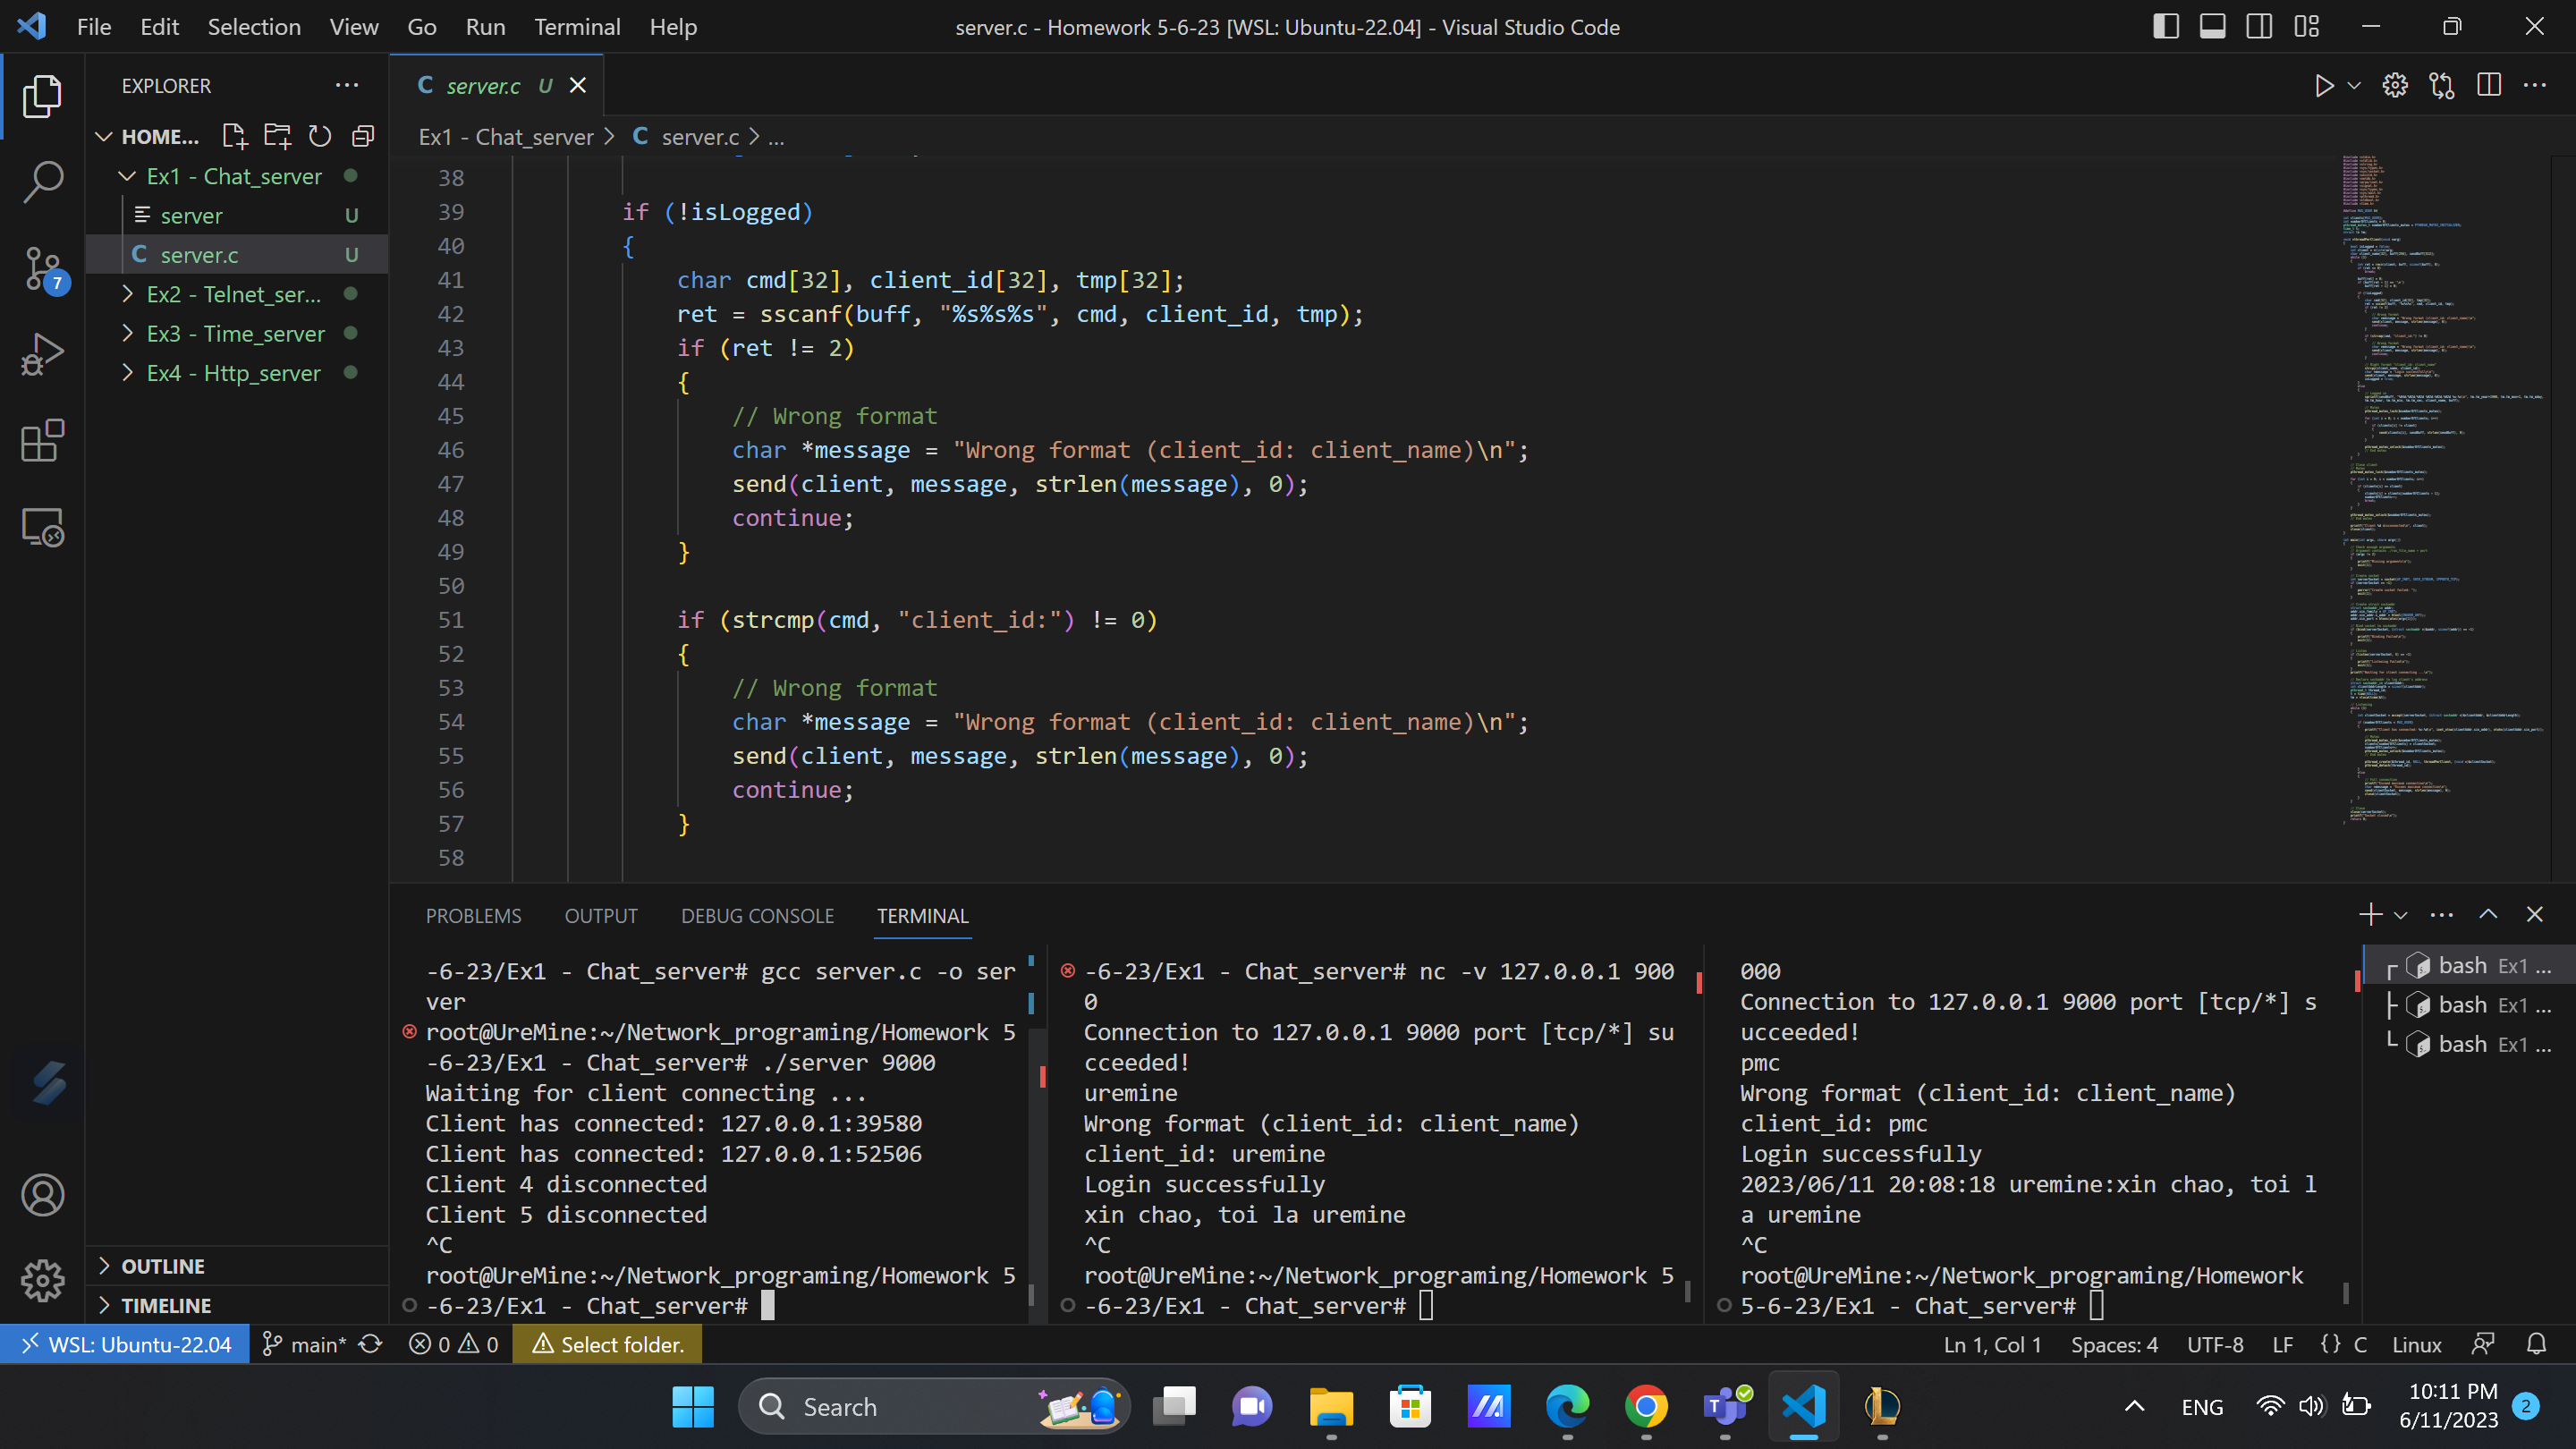 File Edit Selection View Go Run Terminal Help
server.c - Homework 5-6-23 [WSL: Ubuntu-22.04] - Visual Studio Code
EXPLORER
HOME...
Ex1 - Chat_server
server U
C server.c U
Ex2 - Telnet_ser...
Ex3 - Time_server
Ex4 - Http_server
7
OUTLINE
TIMELINE
C server.c U
Ex1 - Chat_server > C server.c > ...
38
39 if (!isLogged)
40 {
41 char cmd[32], client_id[32], tmp[32];
42 ret = sscanf(buff, "%s%s%s", cmd, client_id, tmp);
43 if (ret != 2)
44 {
45 // Wrong format
46 char *message = "Wrong format (client_id: client_name)\n";
47 send(client, message, strlen(message), 0);
48 continue;
49 }
50
51 if (strcmp(cmd, "client_id:") != 0)
52 {
53 // Wrong format
54 char *message = "Wrong format (client_id: client_name)\n";
55 send(client, message, strlen(message), 0);
56 continue;
57 }
58
PROBLEMS OUTPUT DEBUG CONSOLE TERMINAL
-6-23/Ex1 - Chat_server# gcc server.c -o ser
ver
root@UreMine:~/Network_programing/Homework 5
-6-23/Ex1 - Chat_server# ./server 9000
Waiting for client connecting ...
Client has connected: 127.0.0.1:39580
Client has connected: 127.0.0.1:52506
Client 4 disconnected
Client 5 disconnected
^C
root@UreMine:~/Network_programing/Homework 5
-6-23/Ex1 - Chat_server#
-6-23/Ex1 - Chat_server# nc -v 127.0.0.1 900
0
Connection to 127.0.0.1 9000 port [tcp/*] su
cceeded!
uremine
Wrong format (client_id: client_name)
client_id: uremine
Login successfully
xin chao, toi la uremine
^C
root@UreMine:~/Network_programing/Homework 5
-6-23/Ex1 - Chat_server#
000
Connection to 127.0.0.1 9000 port [tcp/*] s
ucceeded!
pmc
Wrong format (client_id: client_name)
client_id: pmc
Login successfully
2023/06/11 20:08:18 uremine:xin chao, toi l
a uremine
^C
root@UreMine:~/Network_programing/Homework
5-6-23/Ex1 - Chat_server#
bash Ex1 ...
bash Ex1 ...
bash Ex1 ...
WSL: Ubuntu-22.04 main* 0 0 Select folder. Ln 1, Col 1 Spaces: 4 UTF-8 LF {} C Linux
Search
ENG
10:11 PM
6/11/2023
2